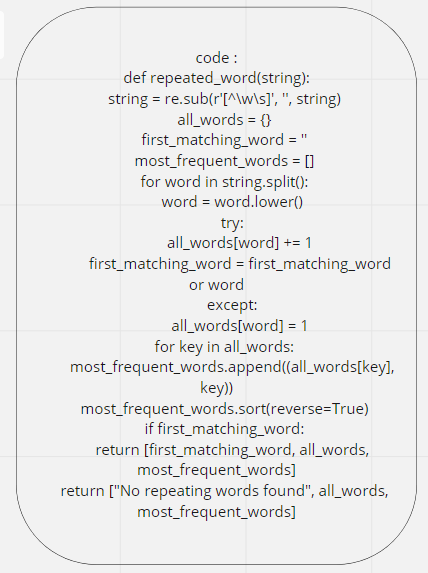 code :
def repeated_word(string):
string = re.sub(r'[^\w\s]', '', string)
all_words = {}
first_matching_word = ''
most_frequent_words = []
for word in string.split():
word = word.lower()
try:
all_words[word] += 1
first_matching_word = first_matching_word
or word
except:
all_words[word] = 1
for key in all_words:
most_frequent_words.append((all_words[key],
key))
most_frequent_words.sort(reverse=True)
if first_matching_word:
return [first_matching_word, all_words,
most_frequent_words]
return ["No repeating words found", all_words,
most_frequent_words]